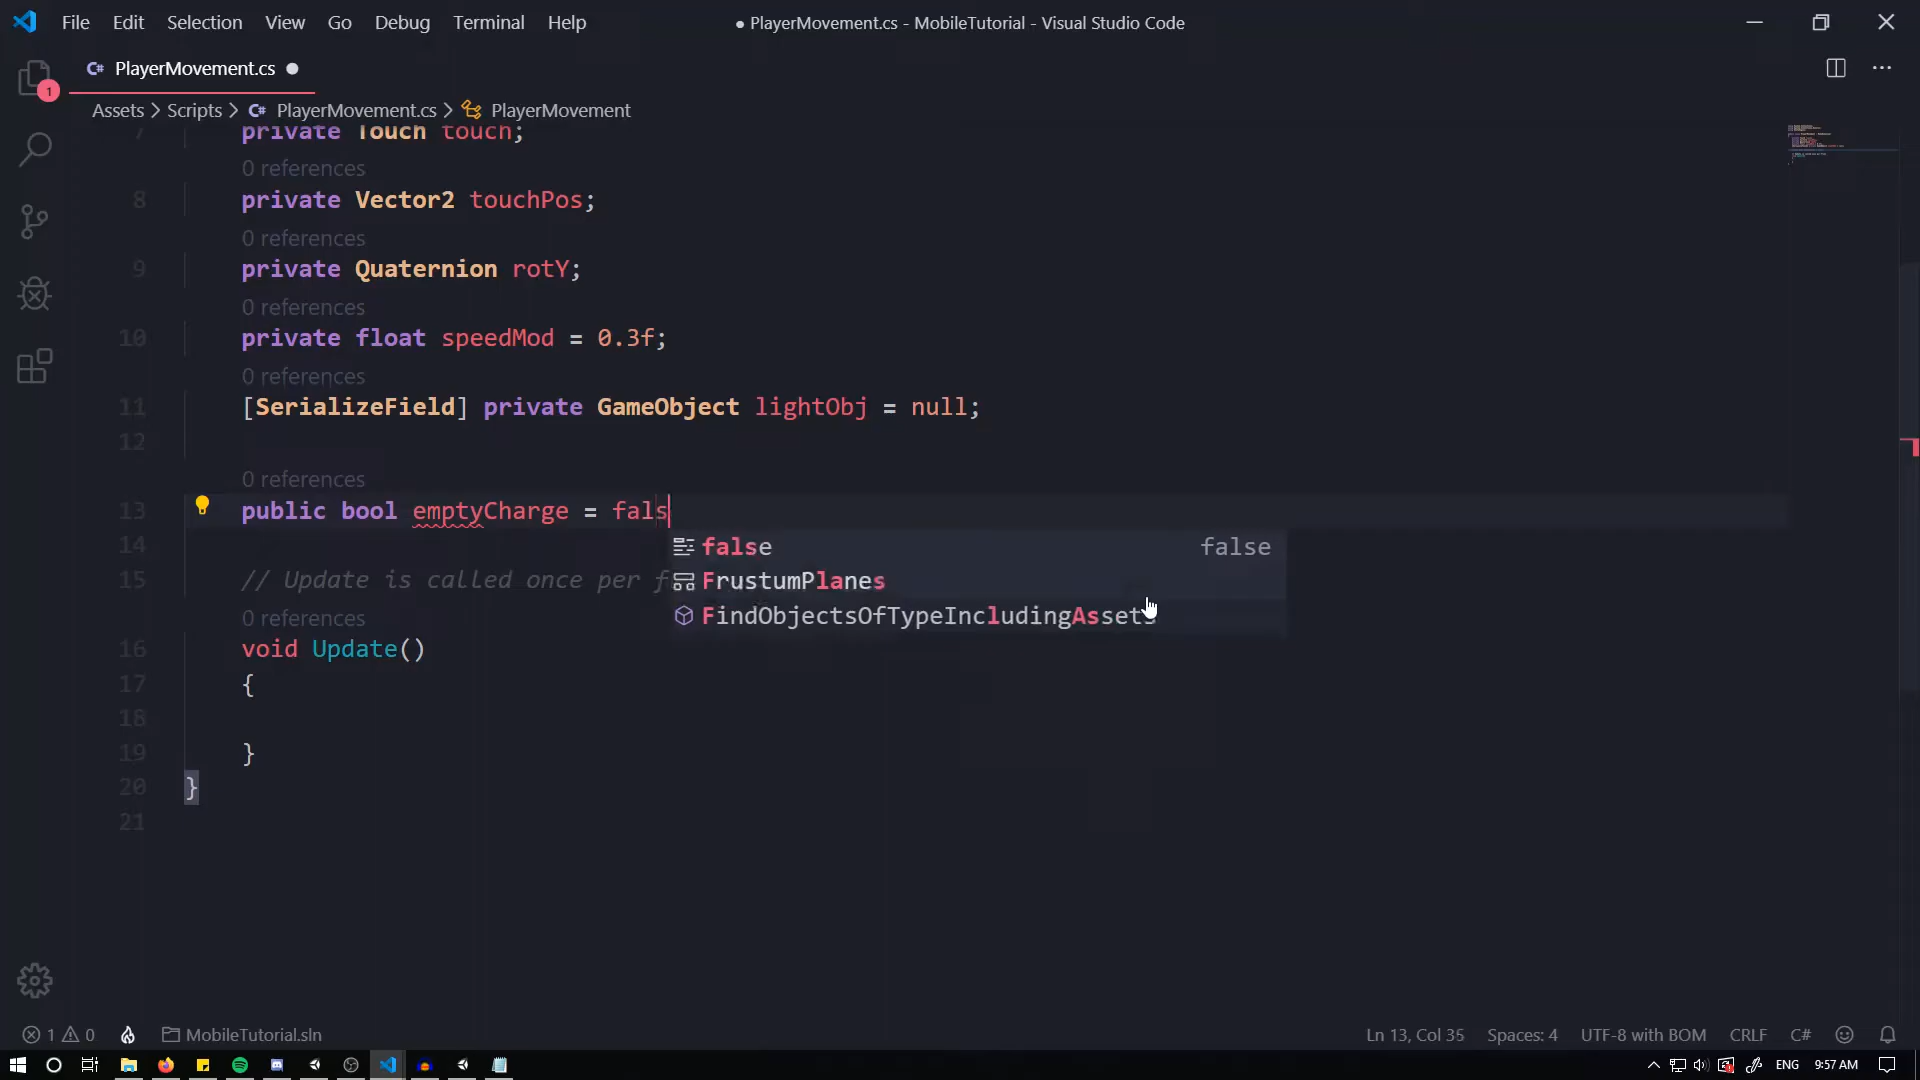 File Edit Selection View Go Debug Terminal Help
● PlayerMovement.cs - MobileTutorial - Visual Studio Code
C# PlayerMovement.cs ●
1
Assets > Scripts > C# PlayerMovement.cs > PlayerMovement
7 private Touch touch;
0 references
8 private Vector2 touchPos;
0 references
9 private Quaternion rotY;
0 references
10 private float speedMod = 0.3f;
0 references
11 [SerializeField] private GameObject lightObj = null;
12
0 references
13 public bool emptyCharge = fals
false false
14
FrustumPlanes
15 // Update is called once per f
FindObjectsOfTypeIncludingAssets
0 references
16 void Update()
17 {
18
19 }
20 }
21
1 0 MobileTutorial.sln
Ln 13, Col 35 Spaces: 4 UTF-8 with BOM CRLF C#
ENG 9:57 AM